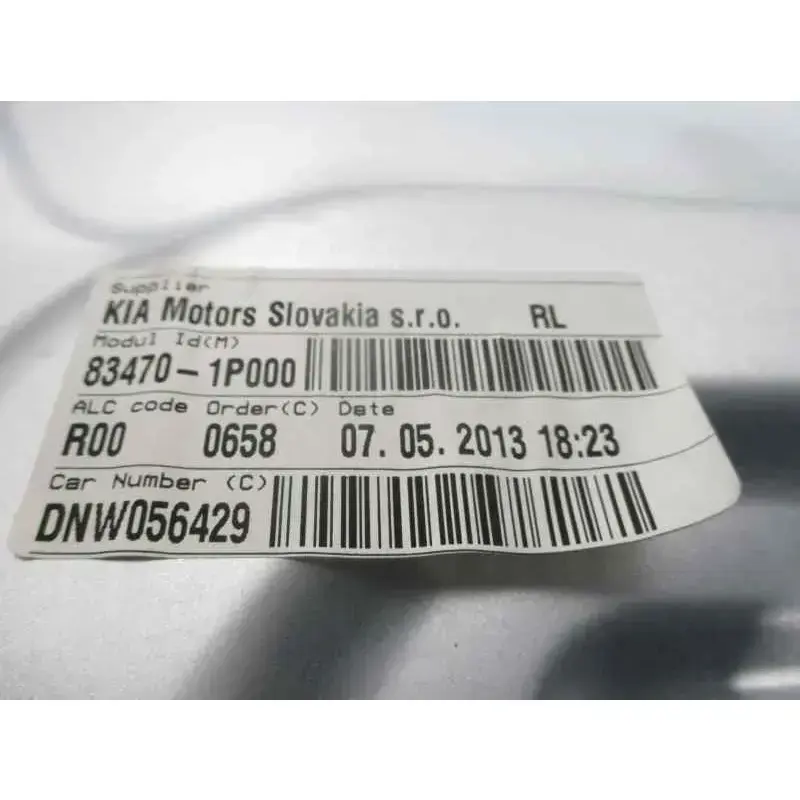 Supplier
KIA Motors Slovakia s.r.o. RL
Modul Id(M)
83470-1P000
ALC code Order(C) Date
R00 0658 07.05.2013 18:23
Car Number (C)
DNW056429